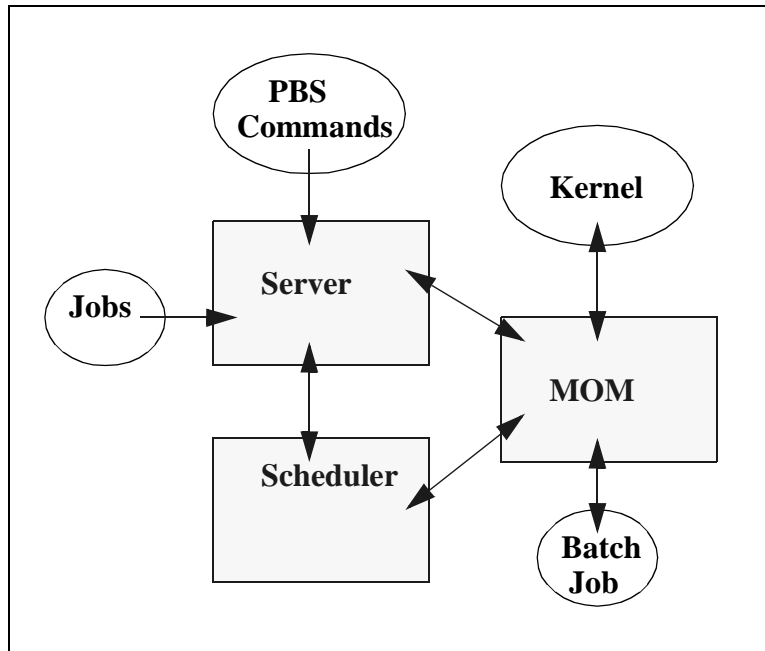 PBS
Commands
Kernel
Server
Jobs
MOM
Scheduler
Batch
Job